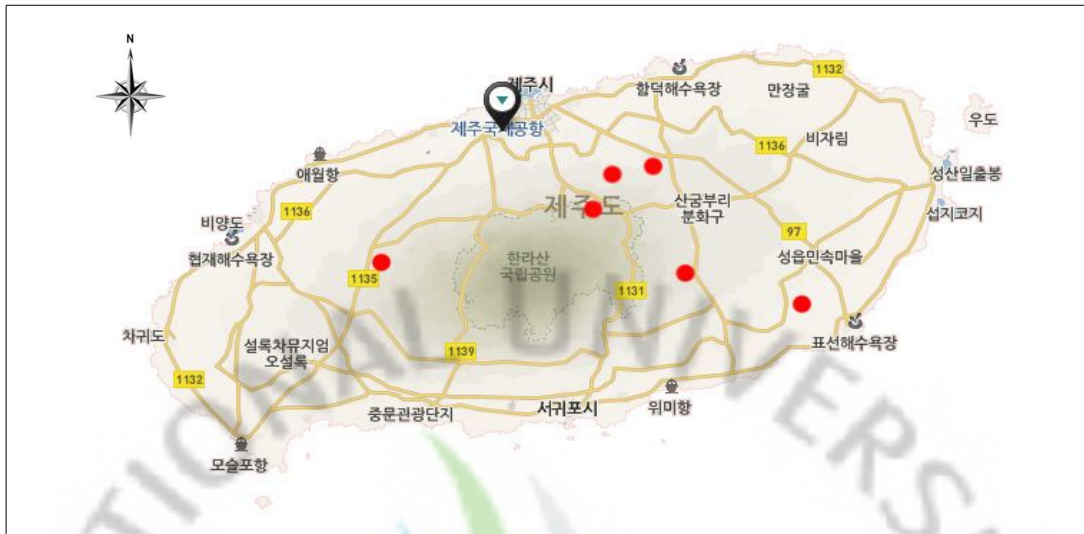 N
제주시
함덕해수욕장
1132
만장굴
우도
제주국제공항
1136
비자림
애월항
성산일출봉
제주도
산굼부리
분화구
섭지코지
비양도
1136
97
협재해수욕장
한라산
국립공원
성읍민속마을
1135
1131
차귀도
설록차뮤지엄
오설록
1139
표선해수욕장
1132
중문관광단지
서귀포시
위미항
모슬포항
TIONAL UNIVERS